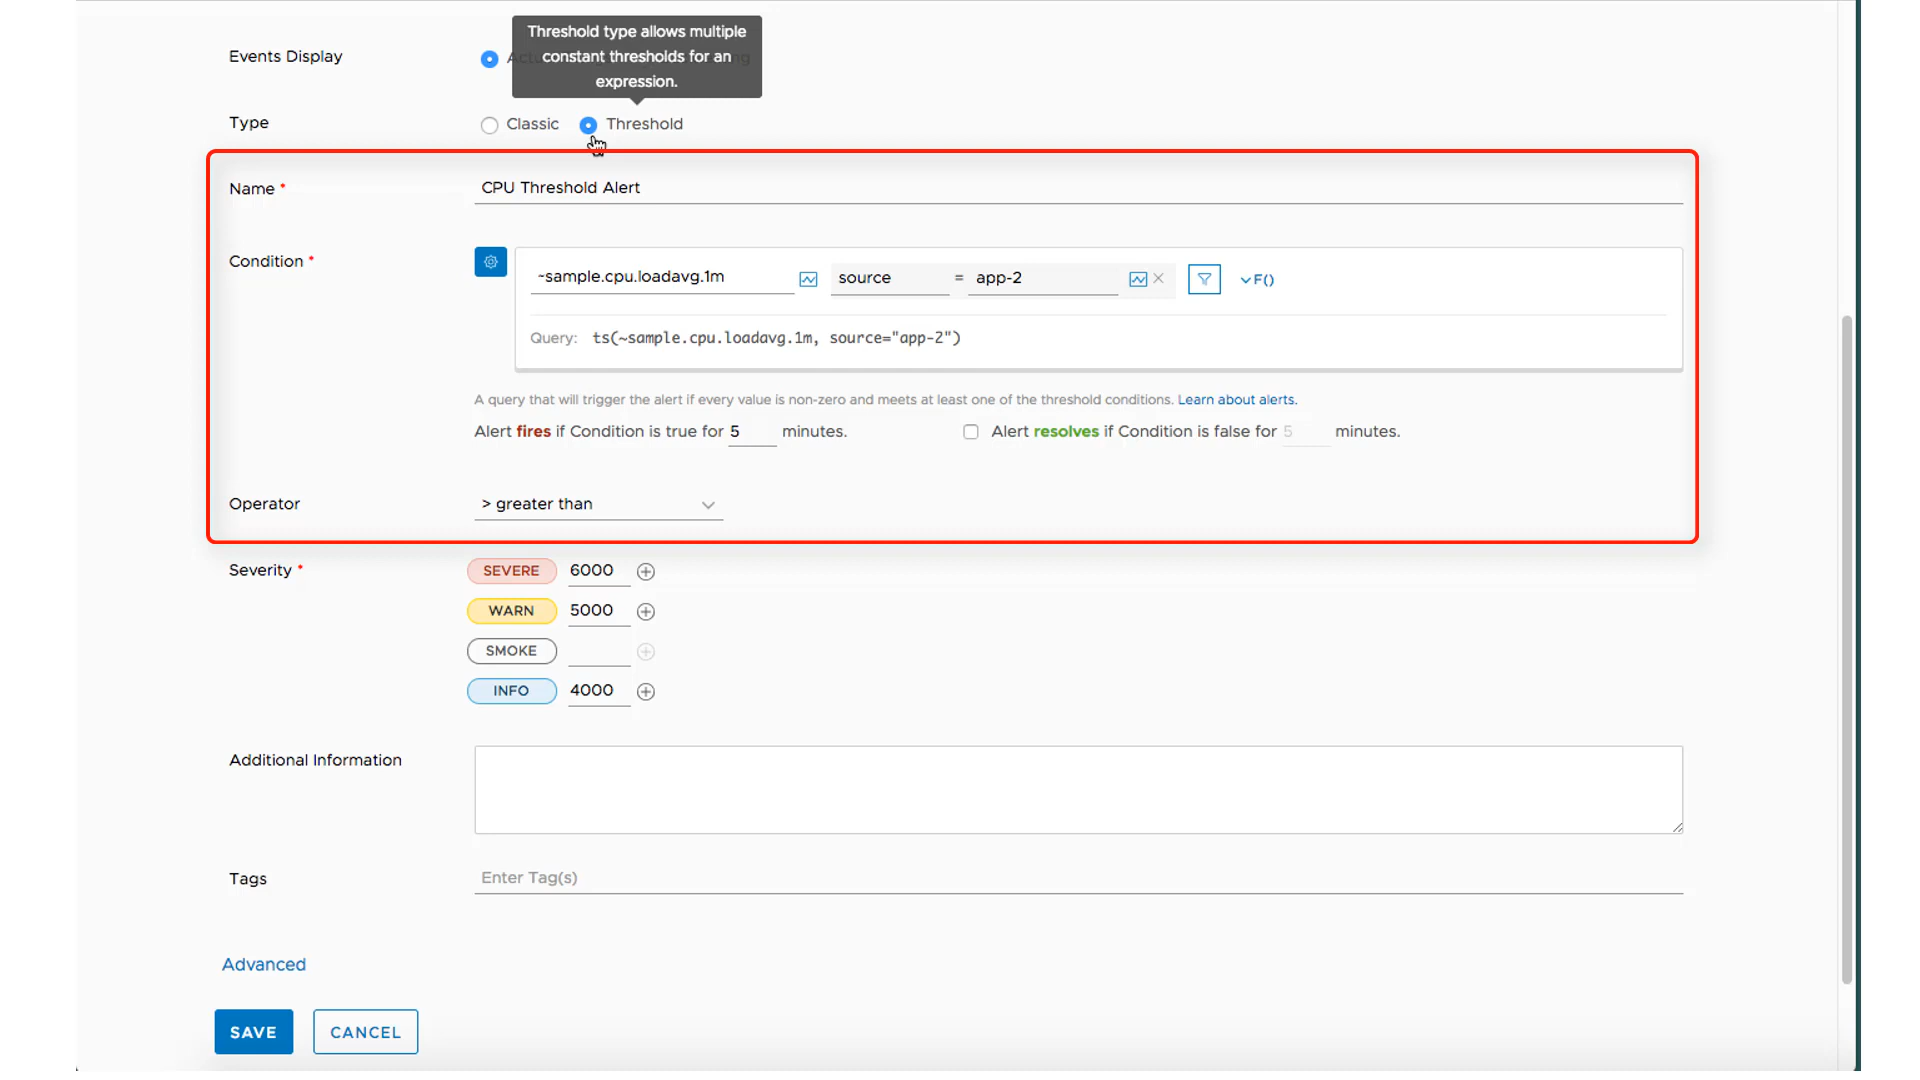 Threshold type allows multiple
constant thresholds for an
expression.
Events Display
Type
Classic
Threshold
Name *
CPU Threshold Alert
Condition *
~sample.cpu.loadavg.1m
source = app-2
F()
Query: ts(~sample.cpu.loadavg.1m, source="app-2")
A query that will trigger the alert if every value is non-zero and meets at least one of the threshold conditions. Learn about alerts.
Alert fires if Condition is true for 5 minutes.
Alert resolves if Condition is false for 5 minutes.
Operator
> greater than
Severity *
SEVERE 6000
WARN 5000
SMOKE
INFO 4000
Additional Information
Tags
Enter Tag(s)
Advanced
SAVE
CANCEL